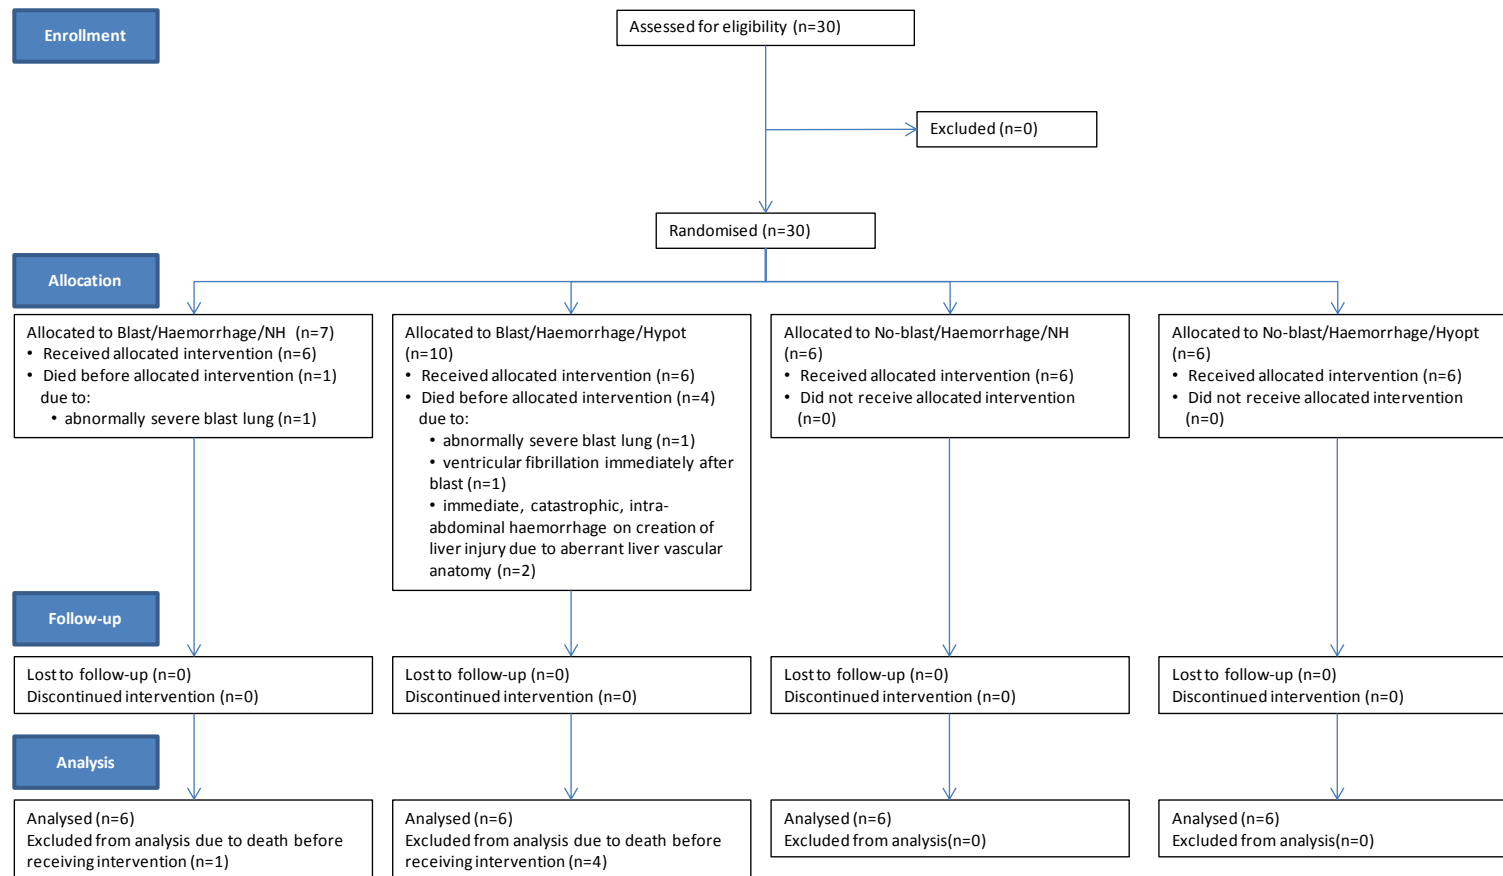 Enrollment
Assessed for eligibility (n=30)
Excluded (n=0)
Randomised (n=30)
Allocation
Allocated to Blast/Haemorrhage/NH (n=7)
• Received allocated intervention (n=6)
• Died before allocated intervention (n=1)
due to:
• abnormally severe blast lung (n=1)
Allocated to Blast/Haemorrhage/Hypot
(n=10)
• Received allocated intervention (n=6)
• Died before allocated intervention (n=4)
due to:
• abnormally severe blast lung (n=1)
• ventricular fibrillation immediately after
blast (n=1)
• immediate, catastrophic, intra-
abdominal haemorrhage on creation of
liver injury due to aberrant liver vascular
anatomy (n=2)
Allocated to No-blast/Haemorrhage/NH
(n=6)
• Received allocated intervention (n=6)
• Did not receive allocated intervention
(n=0)
Allocated to No-blast/Haemorrhage/Hyopt
(n=6)
• Received allocated intervention (n=6)
• Did not receive allocated intervention
(n=0)
Follow-up
Lost to follow-up (n=0)
Discontinued intervention (n=0)
Lost to follow-up (n=0)
Discontinued intervention (n=0)
Lost to follow-up (n=0)
Discontinued intervention (n=0)
Lost to follow-up (n=0)
Discontinued intervention (n=0)
Analysis
Analysed (n=6)
Excluded from analysis due to death before
receiving intervention (n=1)
Analysed (n=6)
Excluded from analysis due to death before
receiving intervention (n=4)
Analysed (n=6)
Excluded from analysis(n=0)
Analysed (n=6)
Excluded from analysis(n=0)